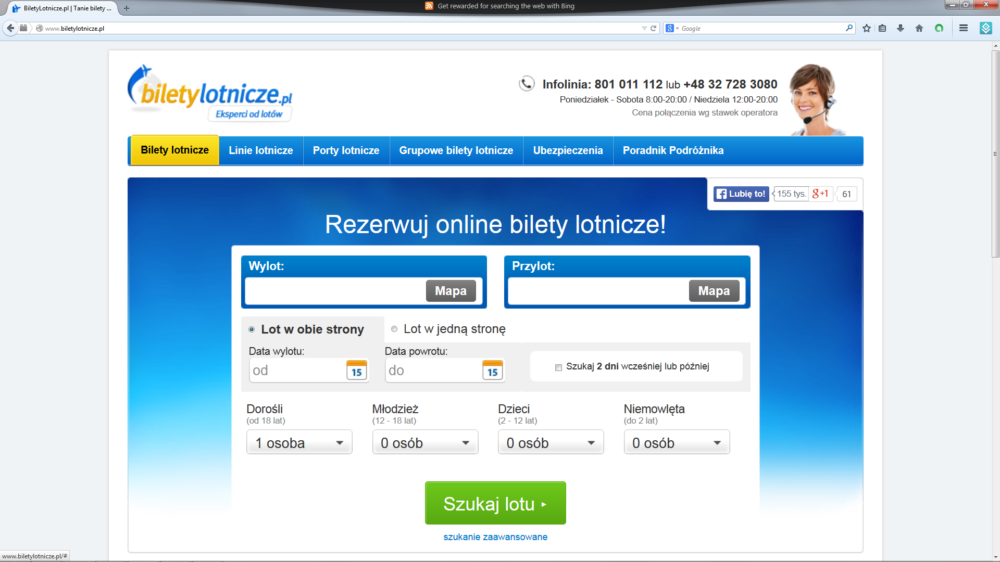 BiletyLotnicze.pl | Tanie bilety ...
Get rewarded for searching the web with Bing
www.biletylotnicze.pl
Google
biletylotnicze.pl
Eksperci od lotów
Infolinia: 801 011 112 lub +48 32 728 3080
Poniedziałek - Sobota 8:00-20:00 / Niedziela 12:00-20:00
Cena połączenia wg stawek operatora
Bilety lotnicze Linie lotnicze Porty lotnicze Grupowe bilety lotnicze Ubezpieczenia Poradnik Podróżnika
Lubię to! 155 tys. g+1 61
Rezerwuj online bilety lotnicze!
Wylot: Przylot:
Mapa Mapa
Lot w obie strony Lot w jedną stronę
Data wylotu: Data powrotu:
od 15 do 15 Szukaj 2 dni wcześniej lub później
Dorośli Młodzież Dzieci Niemowlęta
(od 18 lat) (12 - 18 lat) (2 - 12 lat) (do 2 lat)
1 osoba 0 osób 0 osób 0 osób
Szukaj lotu
szukanie zaawansowane
www.biletylotnicze.pl/#